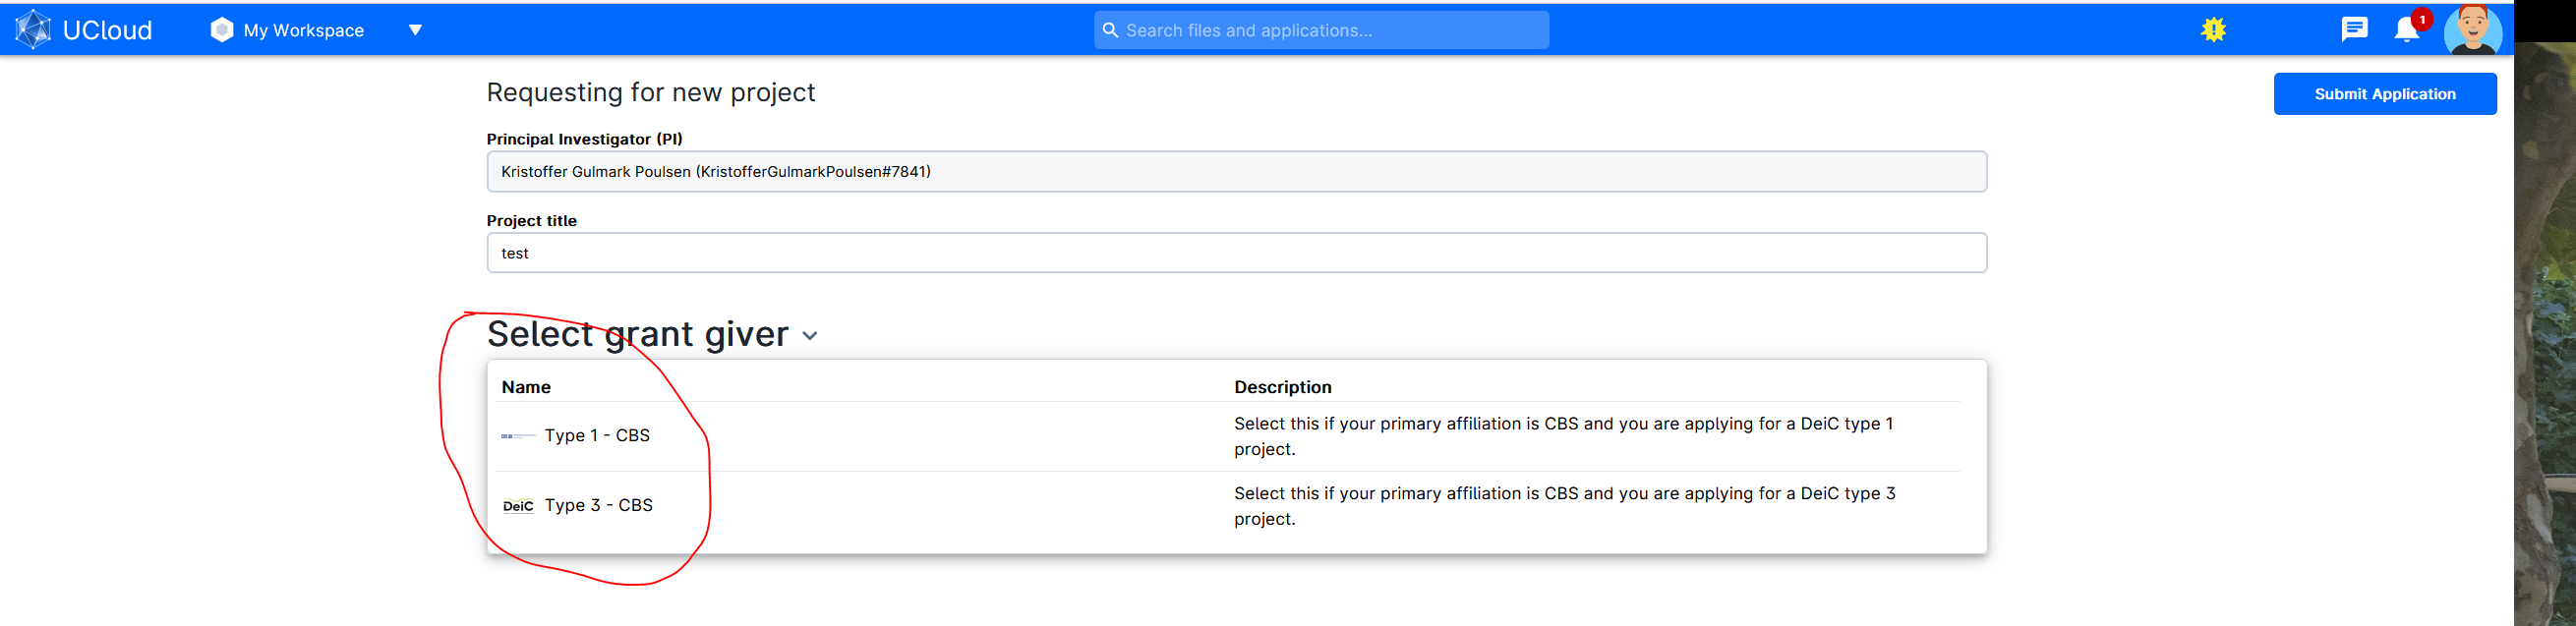 UCloud
My Workspace
Search files and applications...
1
Requesting for new project
Submit Application
Principal Investigator (PI)
Kristoffer Gulmark Poulsen (KristofferGulmarkPoulsen#7841)
Project title
test
Select grant giver
Name
Description
Type 1 - CBS
Select this if your primary affiliation is CBS and you are applying for a DeiC type 1
project.
DeiC
Type 3 - CBS
Select this if your primary affiliation is CBS and you are applying for a DeiC type 3
project.